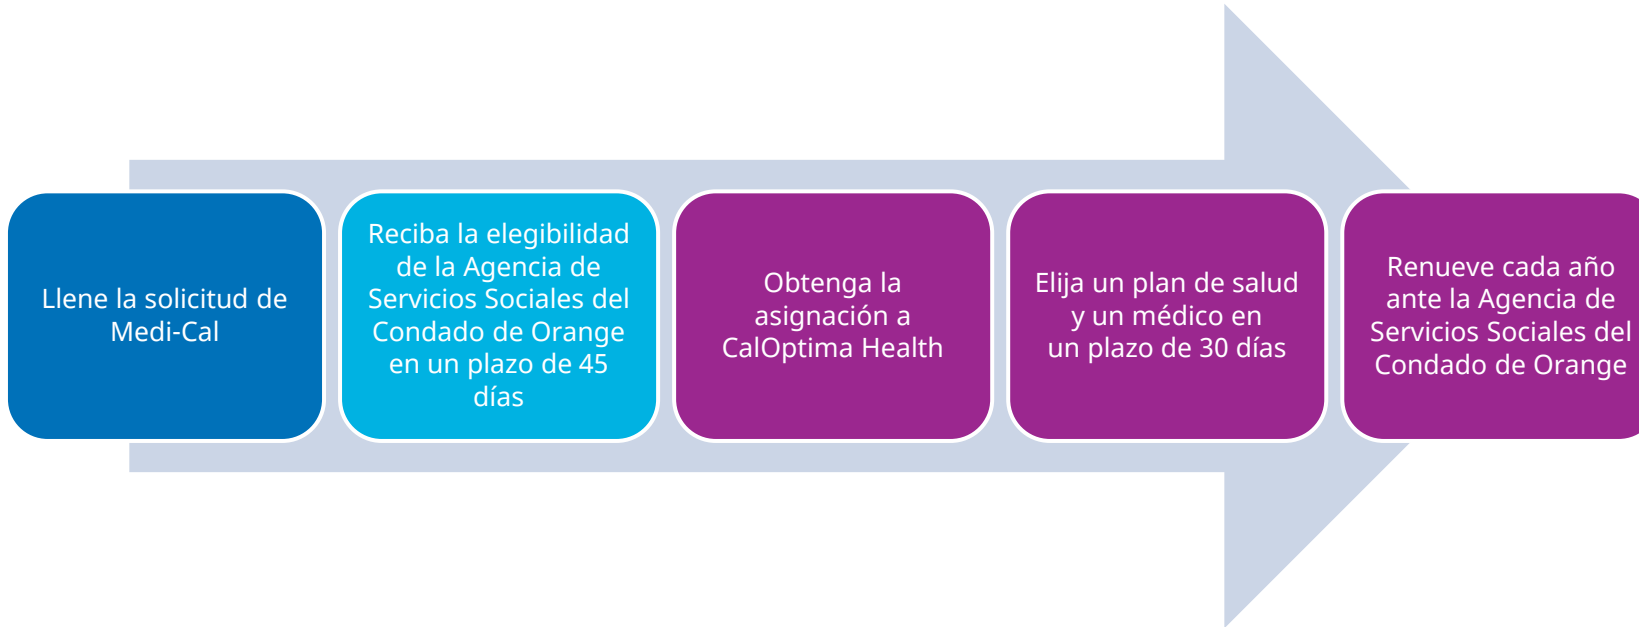 Llene la solicitud de
Medi-Cal
Reciba la elegibilidad
de la Agencia de
Servicios Sociales del
Condado de Orange
en un plazo de 45
días
Obtenga la
asignación a
CalOptima Health
Elija un plan de salud
y un médico en
un plazo de 30 días
Renueve cada año
ante la Agencia de
Servicios Sociales del
Condado de Orange